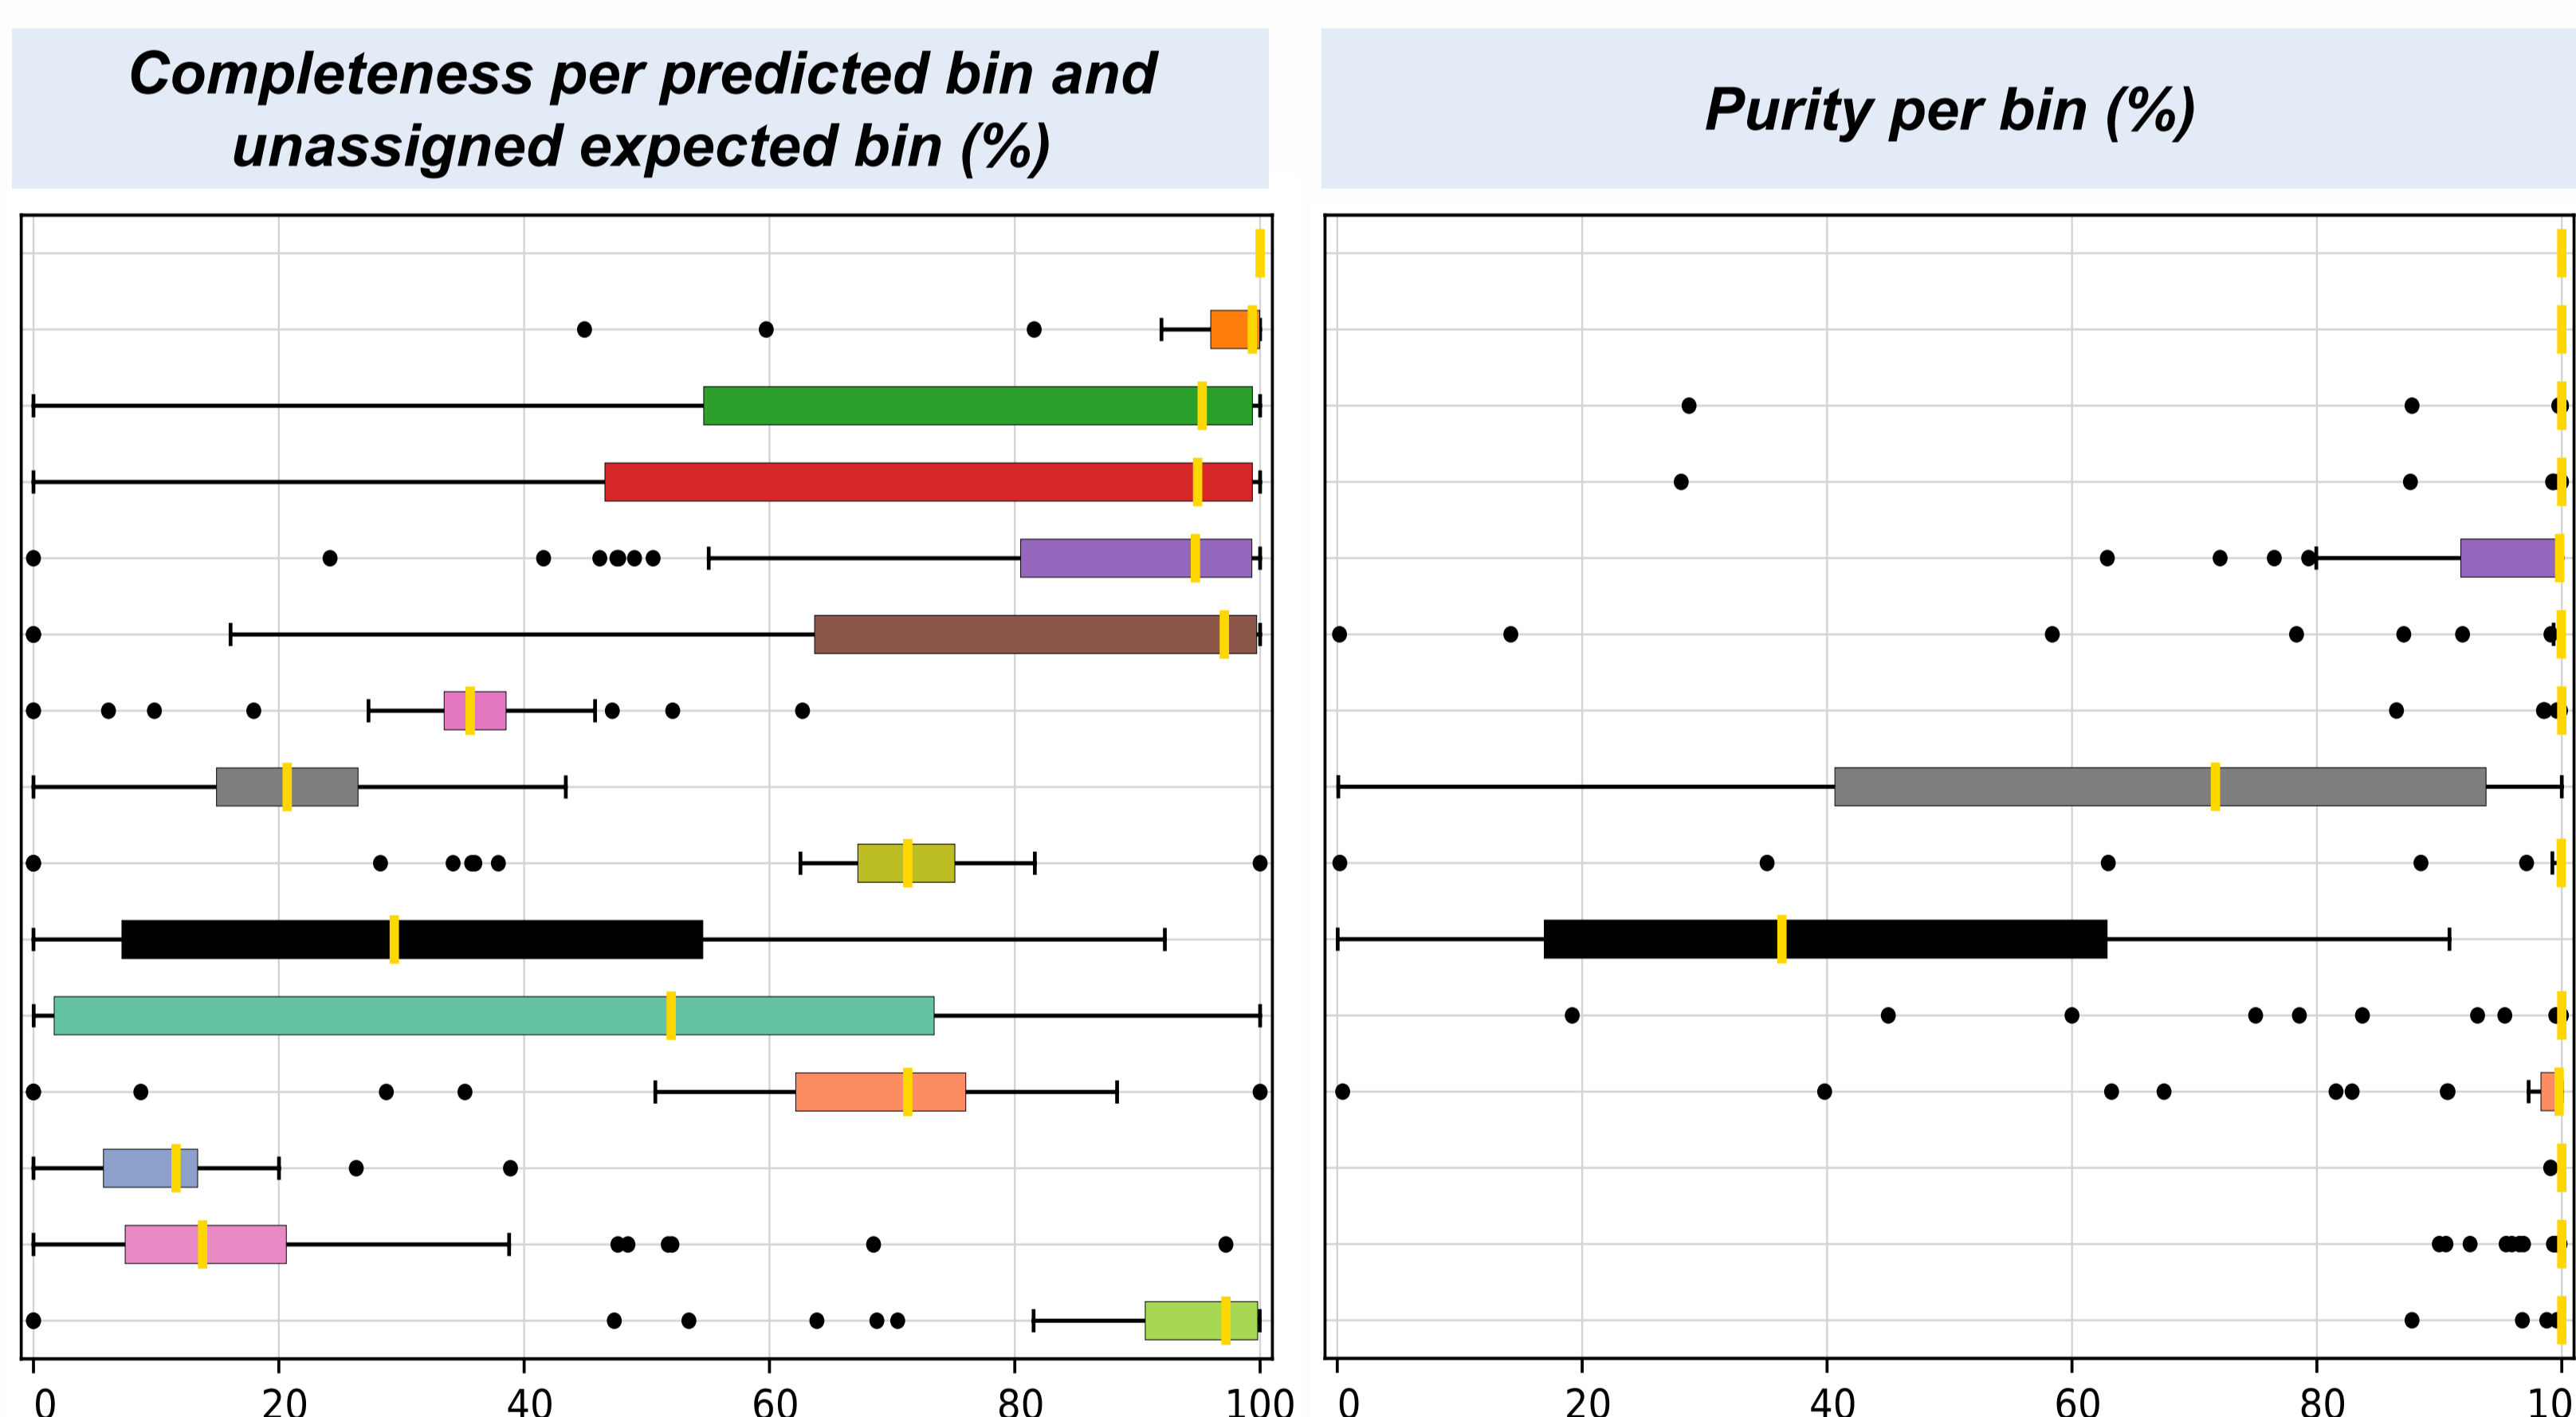 Completeness per predicted bin and
unassigned expected bin (%)
Purity per bin (%)
0 20 40 60 80 100
0 20 40 60 80 10